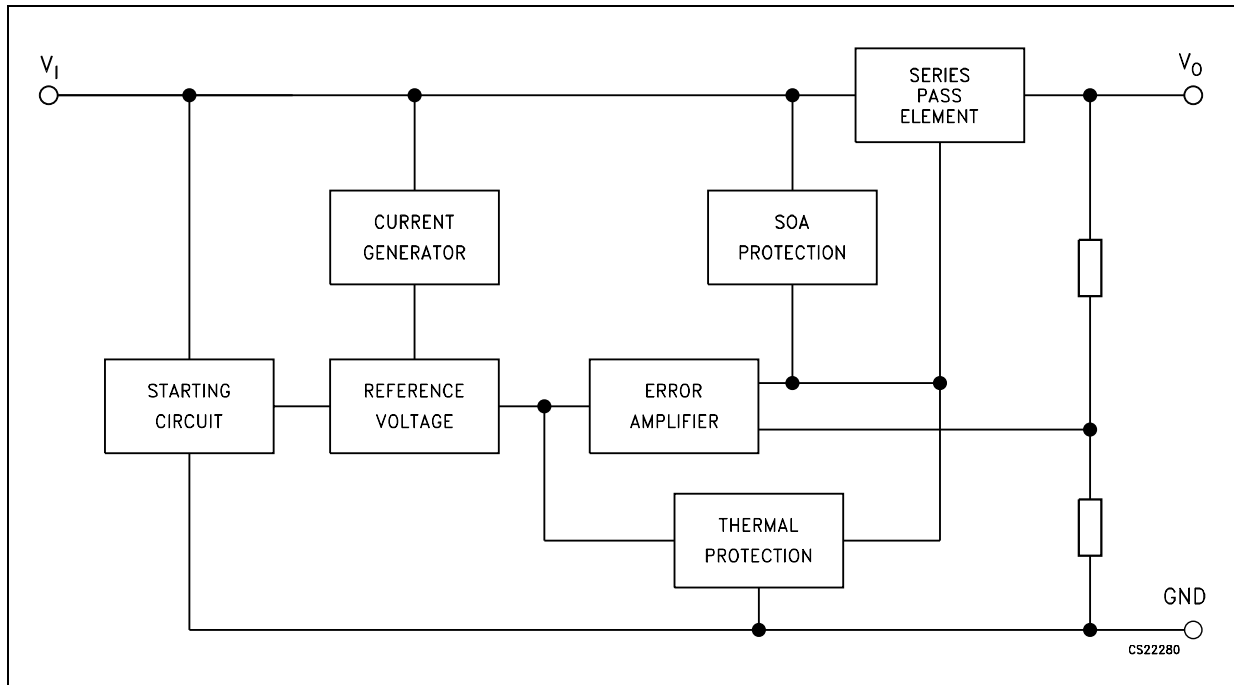 V_I
V_O
SERIES
PASS
ELEMENT
CURRENT
GENERATOR
SOA
PROTECTION
STARTING
CIRCUIT
REFERENCE
VOLTAGE
ERROR
AMPLIFIER
THERMAL
PROTECTION
GND
CS22280